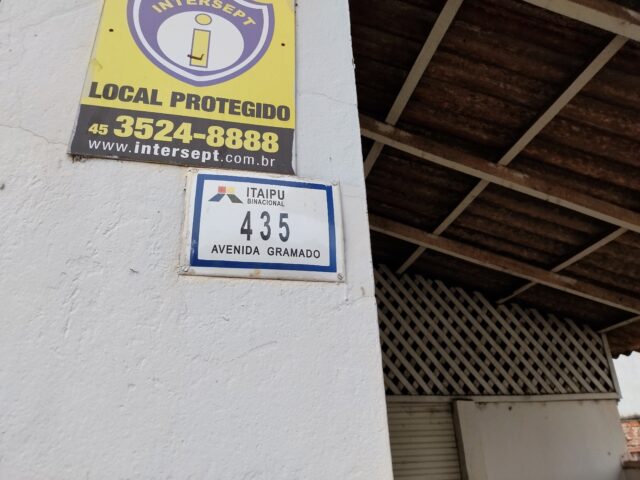 INTERSEPT
i
LOCAL PROTEGIDO
45 3524-8888
www.intersept.com.br
ITAIPU
BINACIONAL
435
AVENIDA GRAMADO